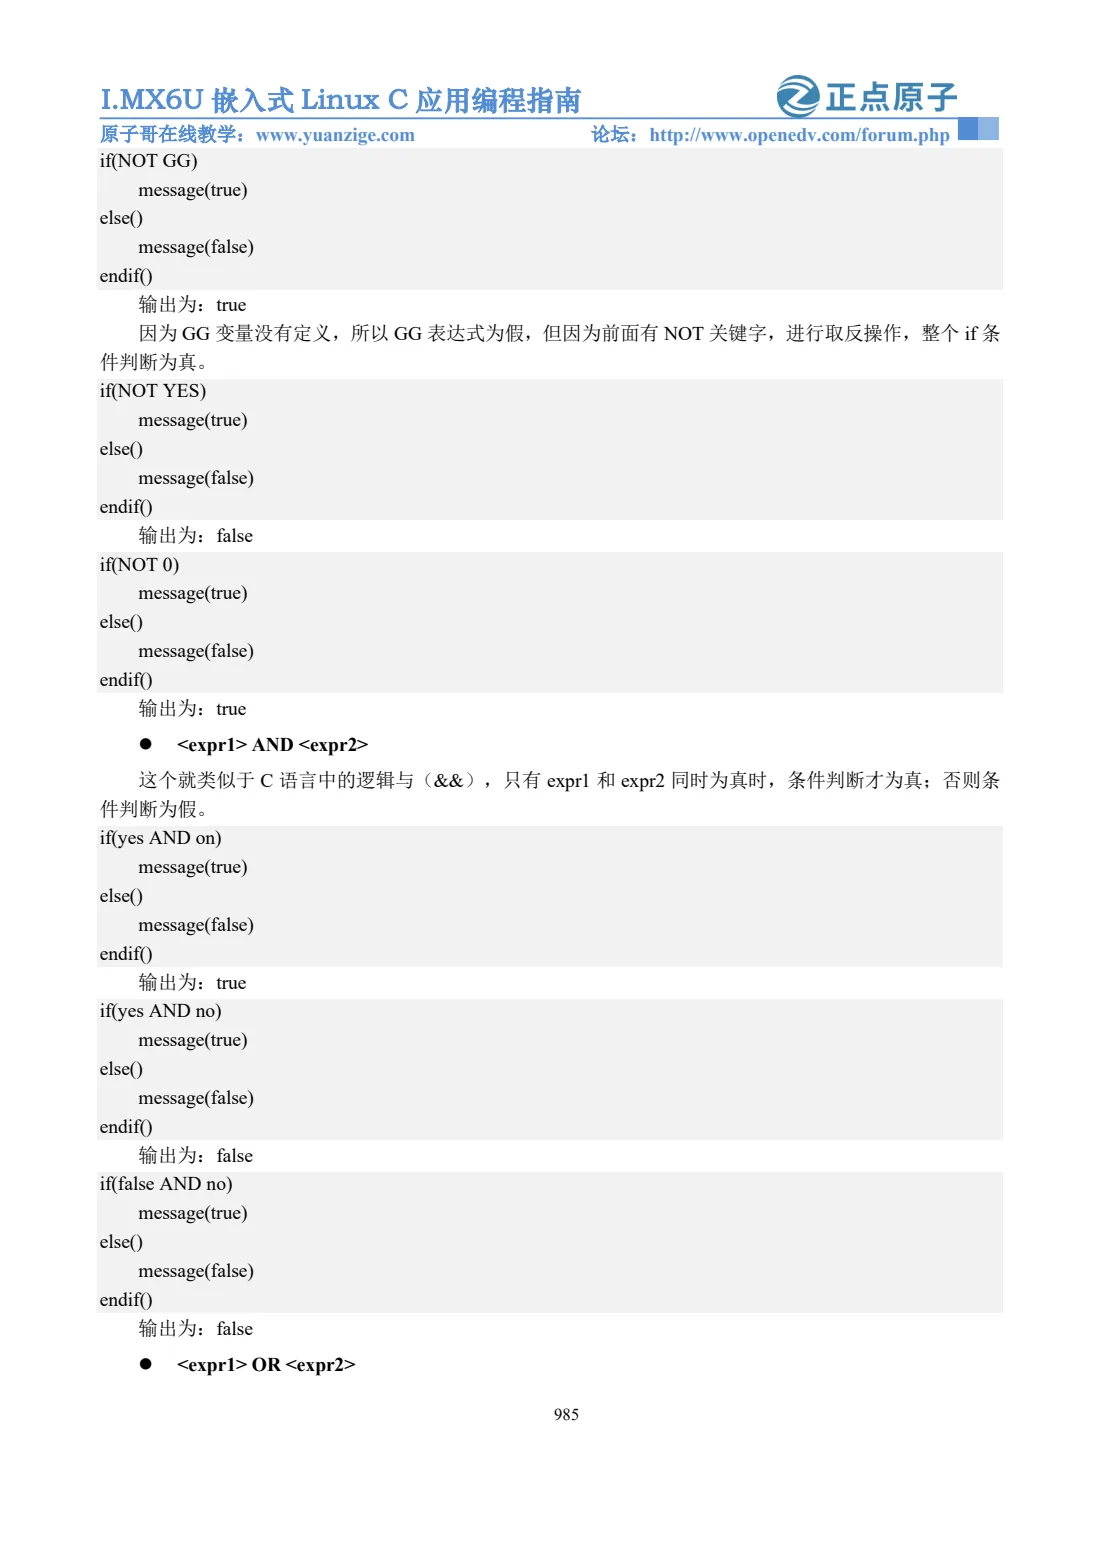 I.MX6U 嵌入式 Linux C 应用编程指南
正点原子
原子哥在线教学：www.yuanzige.com 论坛：http://www.openedv.com/forum.php
if(NOT GG)
message(true)
else()
message(false)
endif()
输出为：true
因为 GG 变量没有定义，所以 GG 表达式为假，但因为前面有 NOT 关键字，进行取反操作，整个 if 条
件判断为真。
if(NOT YES)
message(true)
else()
message(false)
endif()
输出为：false
if(NOT 0)
message(true)
else()
message(false)
endif()
输出为：true
● <expr1> AND <expr2>
这个就类似于 C 语言中的逻辑与（&&），只有 expr1 和 expr2 同时为真时，条件判断才为真；否则条
件判断为假。
if(yes AND on)
message(true)
else()
message(false)
endif()
输出为：true
if(yes AND no)
message(true)
else()
message(false)
endif()
输出为：false
if(false AND no)
message(true)
else()
message(false)
endif()
输出为：false
● <expr1> OR <expr2>
985